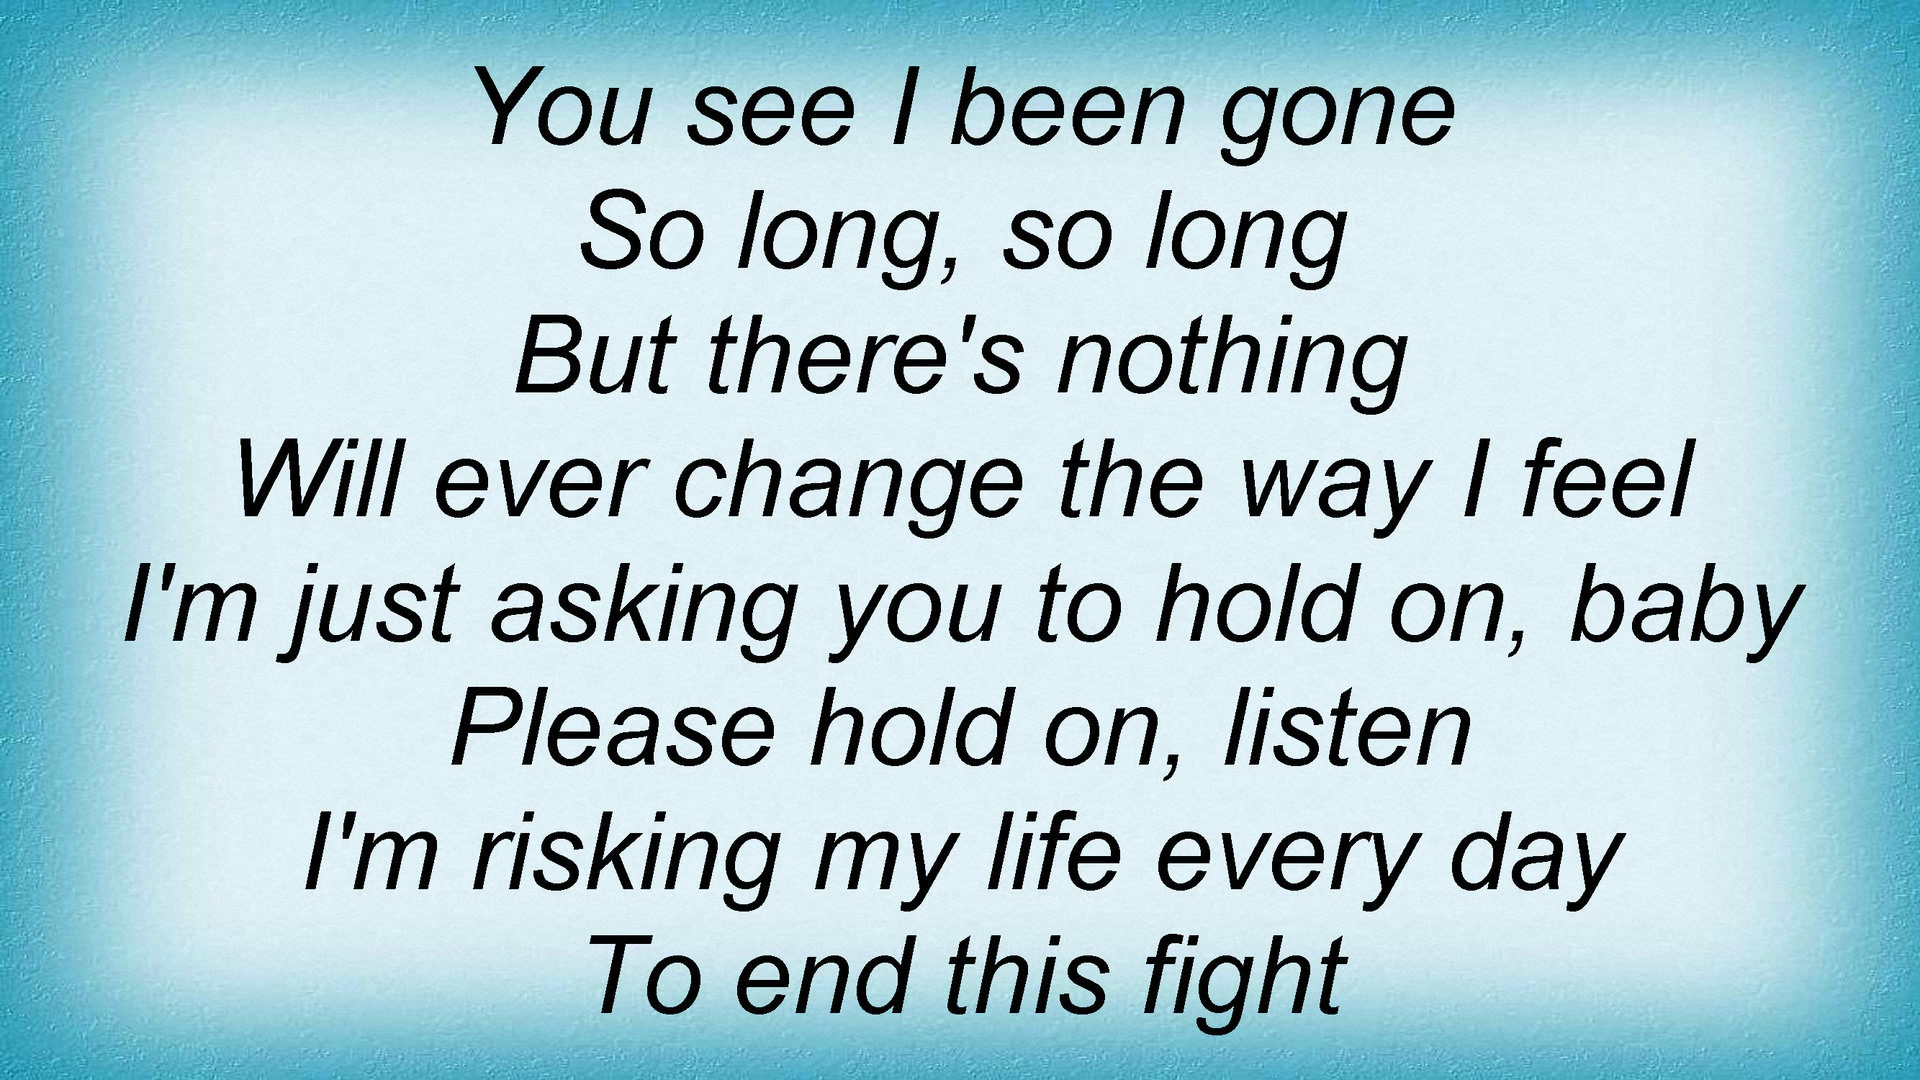 You see I been gone
So long, so long
But there's nothing
Will ever change the way I feel
I'm just asking you to hold on, baby
Please hold on, listen
I'm risking my life every day
To end this fight